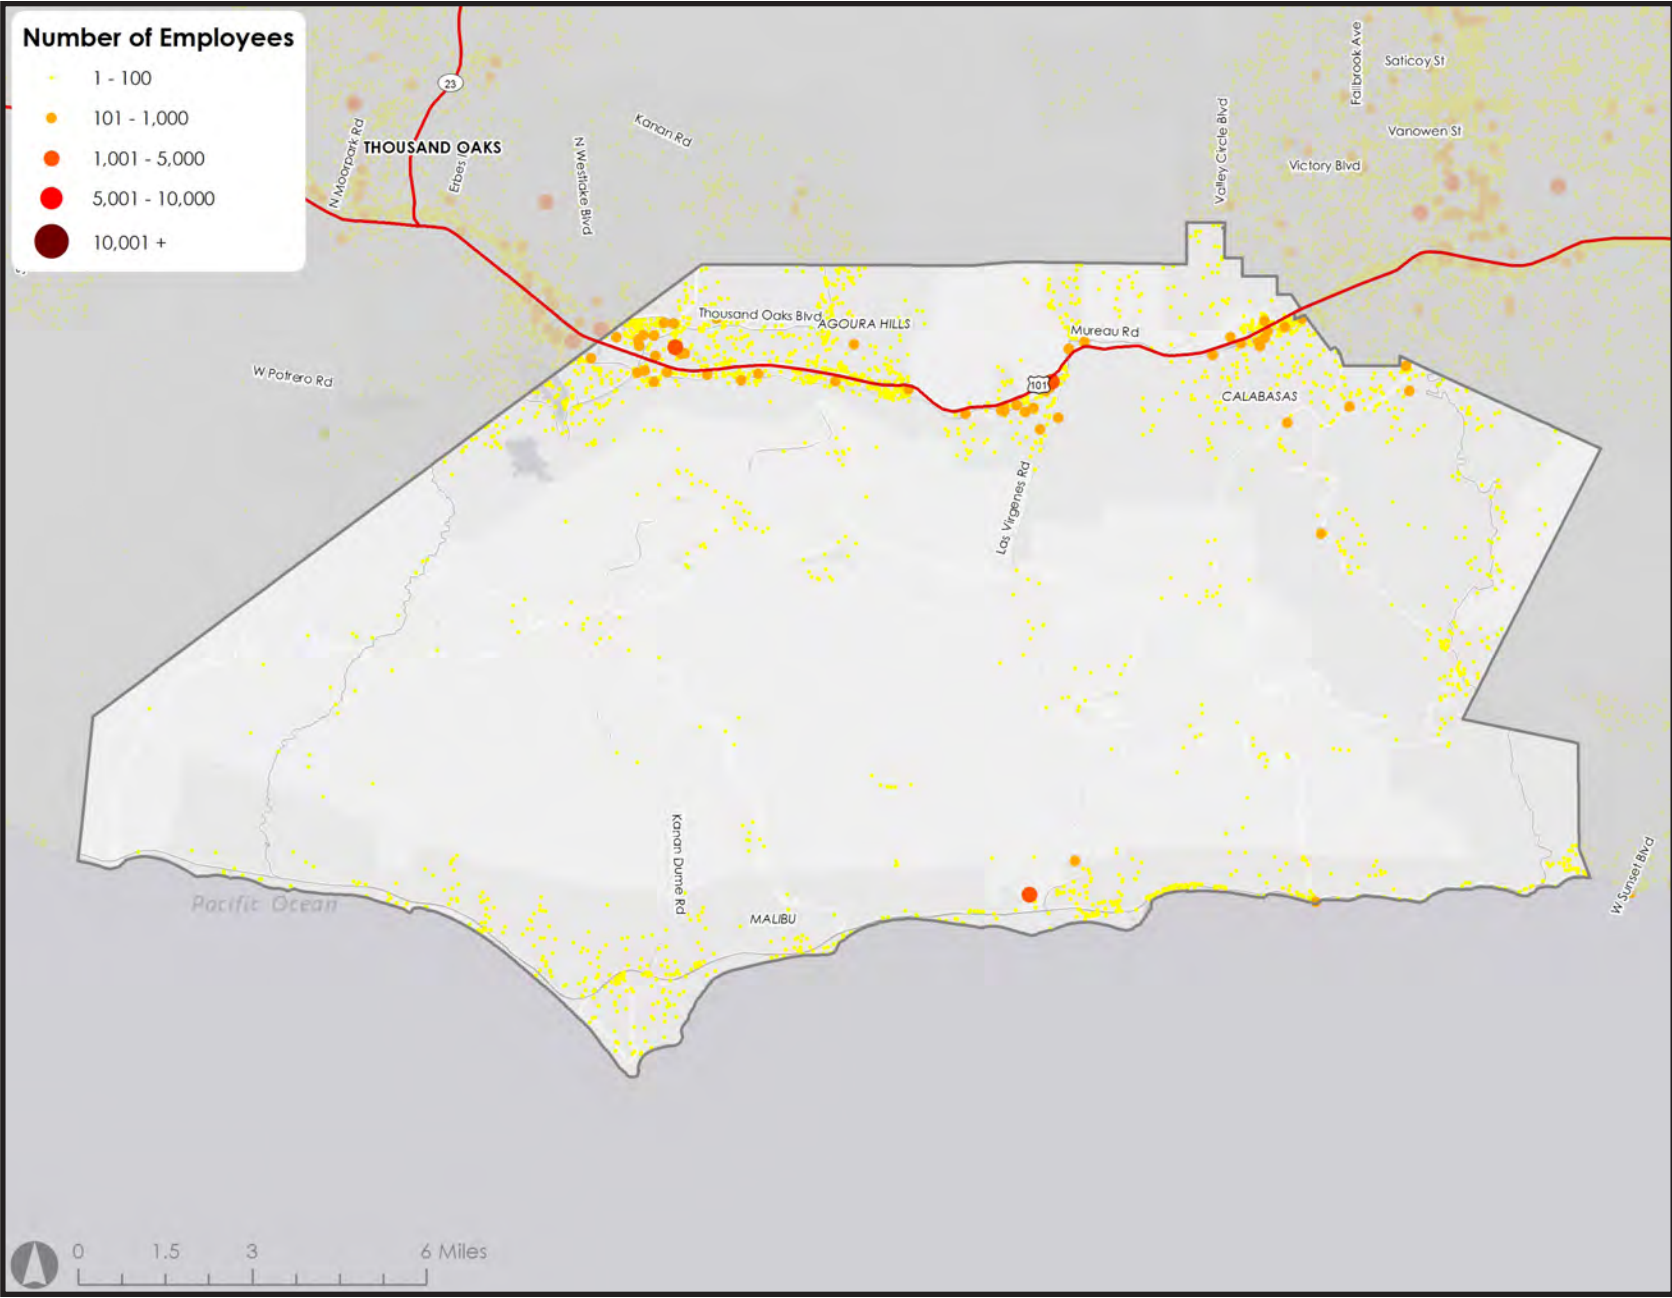 Number of Employees
1 - 100
101 - 1,000
1,001 - 5,000
5,001 - 10,000
10,001 +
23
THOUSAND OAKS
N Moorpark Rd
Erbes
N Westlake Blvd
Kanan Rd
Valley Circle Blvd
Fallbrook Ave
Saticoy St
Vanowen St
Victory Blvd
Thousand Oaks Blvd
AGOURA HILLS
Mureau Rd
W Potrero Rd
101
CALABASAS
Las Virgenes Rd
Kanan Dume Rd
Pacific Ocean
MALIBU
W Sunset Blvd
0 1.5 3 6 Miles